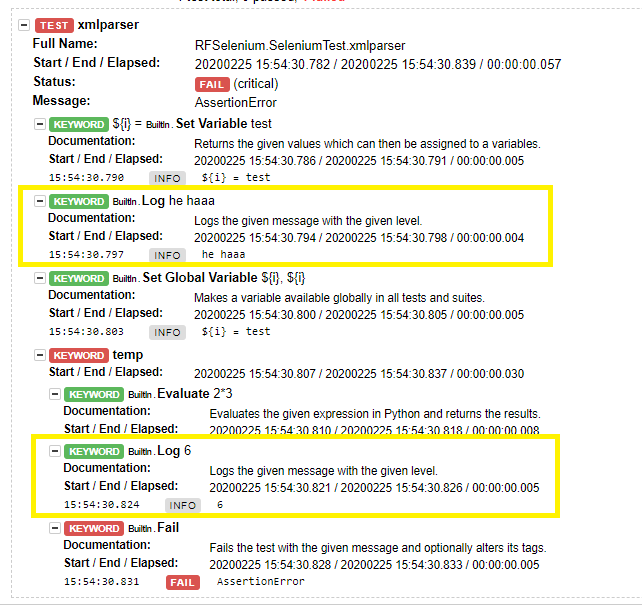 1 test total, 0 passed, 1 failed
TEST xmlparser
Full Name: RFSelenium.SeleniumTest.xmlparser
Start / End / Elapsed: 20200225 15:54:30.782 / 20200225 15:54:30.839 / 00:00:00.057
Status: FAIL (critical)
Message: AssertionError
KEYWORD ${i} = BuiltIn . Set Variable test
Documentation: Returns the given values which can then be assigned to a variables.
Start / End / Elapsed: 20200225 15:54:30.786 / 20200225 15:54:30.791 / 00:00:00.005
15:54:30.790 INFO ${i} = test
KEYWORD BuiltIn . Log he haaa
Documentation: Logs the given message with the given level.
Start / End / Elapsed: 20200225 15:54:30.794 / 20200225 15:54:30.798 / 00:00:00.004
15:54:30.797 INFO he haaa
KEYWORD BuiltIn . Set Global Variable ${i}, ${i}
Documentation: Makes a variable available globally in all tests and suites.
Start / End / Elapsed: 20200225 15:54:30.800 / 20200225 15:54:30.805 / 00:00:00.005
15:54:30.803 INFO ${i} = test
KEYWORD temp
Start / End / Elapsed: 20200225 15:54:30.807 / 20200225 15:54:30.837 / 00:00:00.030
KEYWORD BuiltIn . Evaluate 2*3
Documentation: Evaluates the given expression in Python and returns the results.
Start / End / Elapsed: 20200225 15:54:30.810 / 20200225 15:54:30.818 / 00:00:00.008
KEYWORD BuiltIn . Log 6
Documentation: Logs the given message with the given level.
Start / End / Elapsed: 20200225 15:54:30.821 / 20200225 15:54:30.826 / 00:00:00.005
15:54:30.824 INFO 6
KEYWORD BuiltIn . Fail
Documentation: Fails the test with the given message and optionally alters its tags.
Start / End / Elapsed: 20200225 15:54:30.828 / 20200225 15:54:30.833 / 00:00:00.005
15:54:30.831 FAIL AssertionError